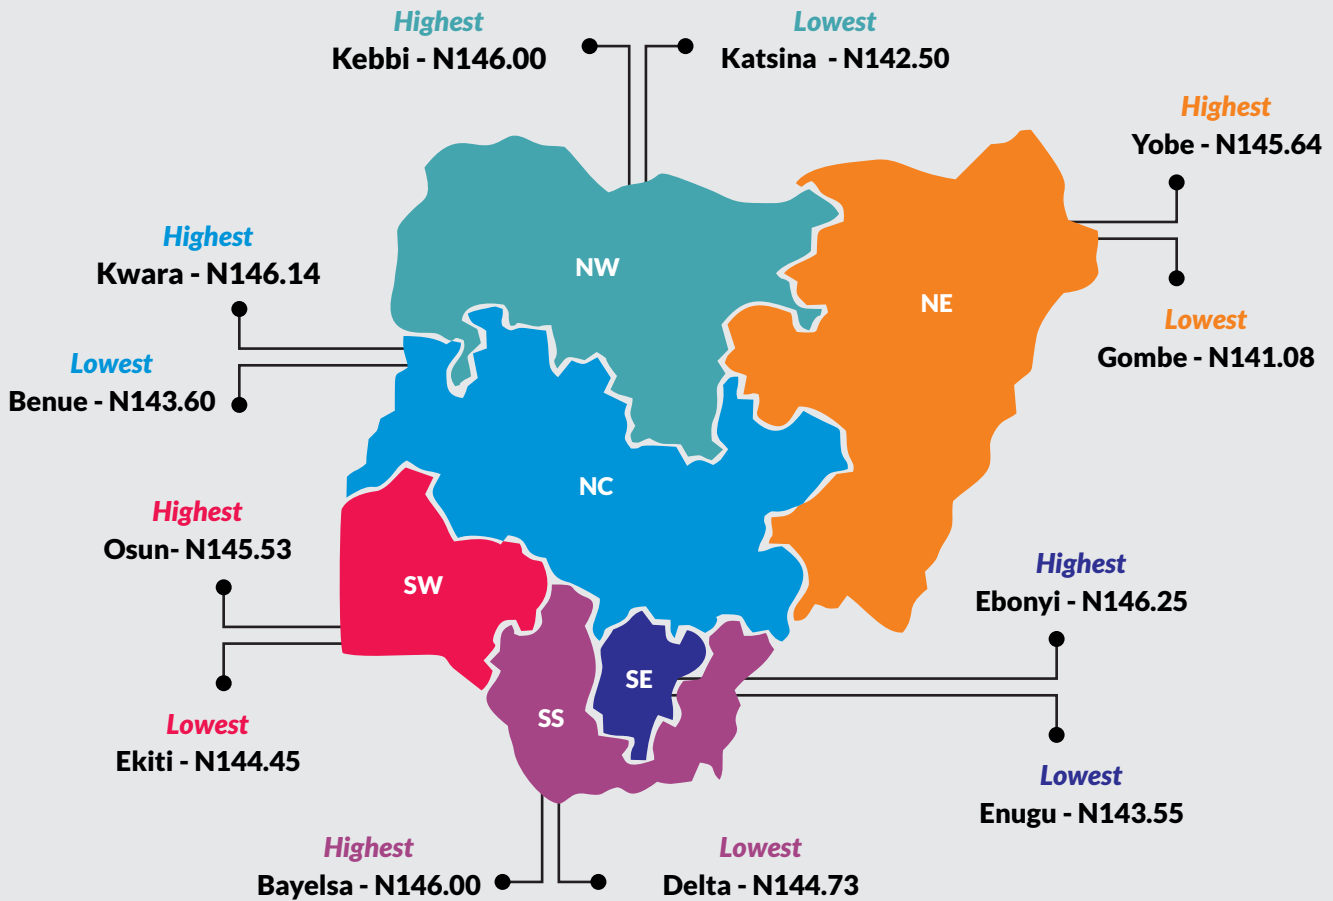 Highest
Kebbi - N146.00
Lowest
Katsina - N142.50
Highest
Yobe - N145.64
Lowest
Gombe - N141.08
Highest
Kwara - N146.14
Lowest
Benue - N143.60
NW
NE
NC
Highest
Osun- N145.53
Lowest
Ekiti - N144.45
SW
SE
SS
Highest
Ebonyi - N146.25
Lowest
Enugu - N143.55
Highest
Bayelsa - N146.00
Lowest
Delta - N144.73